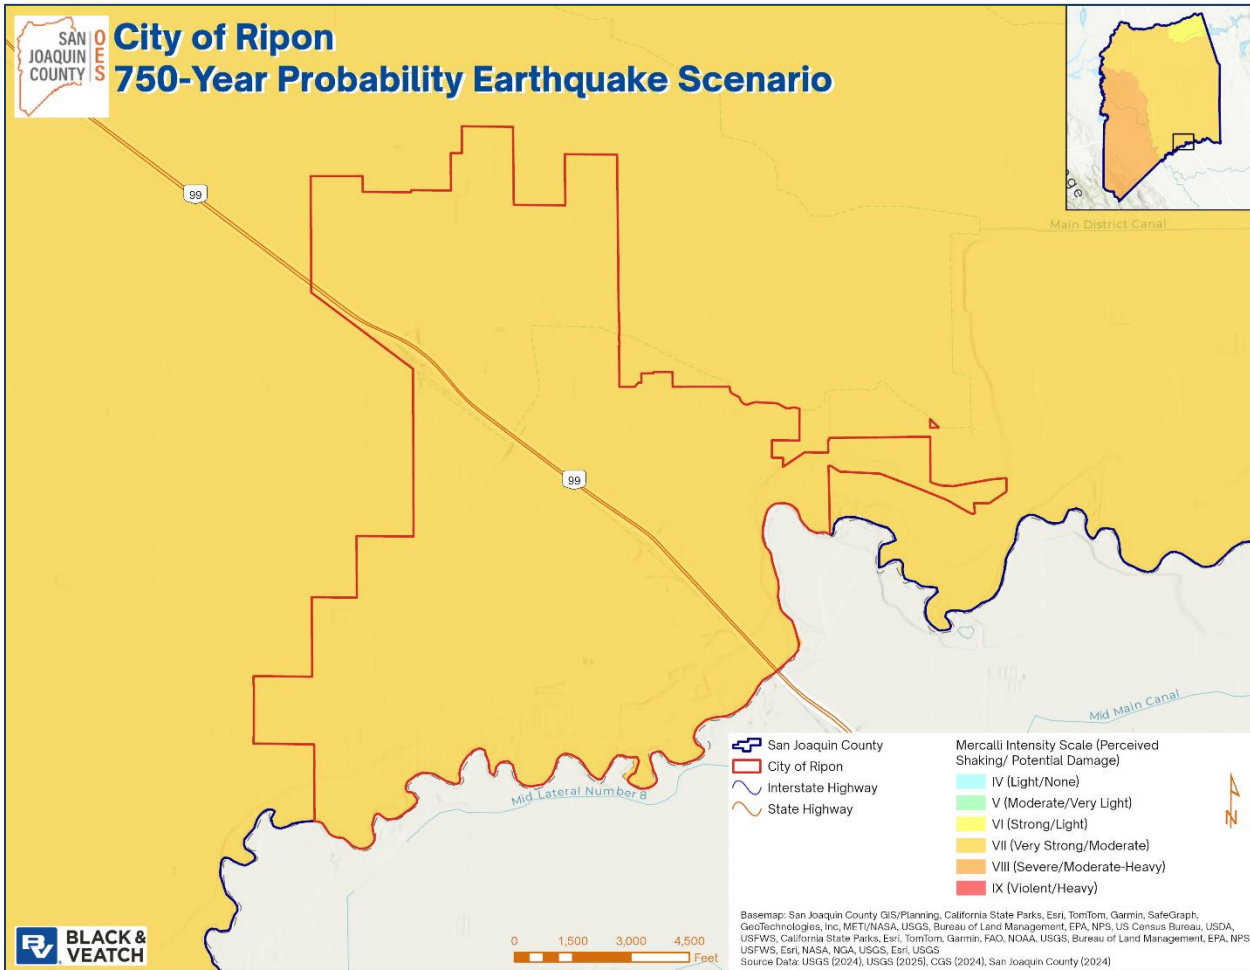 SAN JOAQUIN COUNTY
OES
City of Ripon
750-Year Probability Earthquake Scenario
99
Main District Canal
99
Mid Main Canal
Mid Lateral Number 8
San Joaquin County
City of Ripon
Interstate Highway
State Highway
Mercalli Intensity Scale (Perceived
Shaking/ Potential Damage)
IV (Light/None)
V (Moderate/Very Light)
VI (Strong/Light)
VII (Very Strong/Moderate)
VIII (Severe/Moderate-Heavy)
IX (Violent/Heavy)
N
Basemap: San Joaquin County GIS/Planning, California State Parks, Esri, TomTom, Garmin, SafeGraph,
GeoTechnologies, Inc, METI/NASA, USGS, Bureau of Land Management, EPA, NPS, US Census Bureau, USDA,
USFWS, California State Parks, Esri, TomTom, Garmin, FAO, NOAA, USGS, Bureau of Land Management, EPA, NPS,
USFWS, Esri, NASA, NGA, USGS, Esri, USGS
Source Data: USGS (2024), USGS (2025), CGS (2024), San Joaquin County (2024)
BLACK &
VEATCH
0 1,500 3,000 4,500
Feet